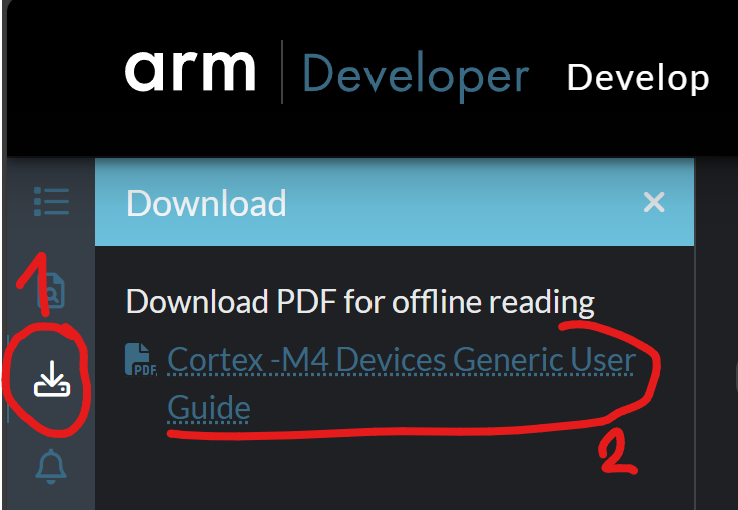 arm Developer Develop
Download
1
Download PDF for offline reading
PDF Cortex -M4 Devices Generic User
Guide
2